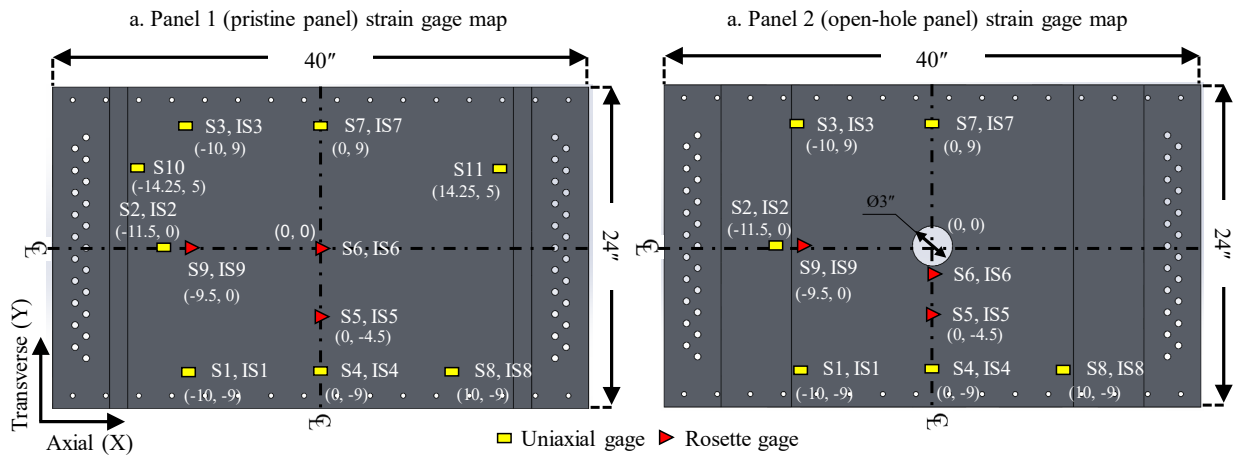 a. Panel 1 (pristine panel) strain gage map
40″
S3, IS3
(-10, 9)
S7, IS7
(0, 9)
S10
(-14.25, 5)
S11
(14.25, 5)
S2, IS2
(-11.5, 0)
(0, 0)
S6, IS6
S9, IS9
(-9.5, 0)
S5, IS5
(0, -4.5)
S1, IS1
(-10, -9)
S4, IS4
(0, -9)
S8, IS8
(10, -9)
24″
℄
℄
Transverse (Y)
Axial (X)
a. Panel 2 (open-hole panel) strain gage map
40″
S3, IS3
(-10, 9)
S7, IS7
(0, 9)
Ø3″
S2, IS2
(-11.5, 0)
(0, 0)
S9, IS9
(-9.5, 0)
S6, IS6
S5, IS5
(0, -4.5)
S1, IS1
(-10, -9)
S4, IS4
(0, -9)
S8, IS8
(10, -9)
24″
℄
℄
Uniaxial gage
Rosette gage